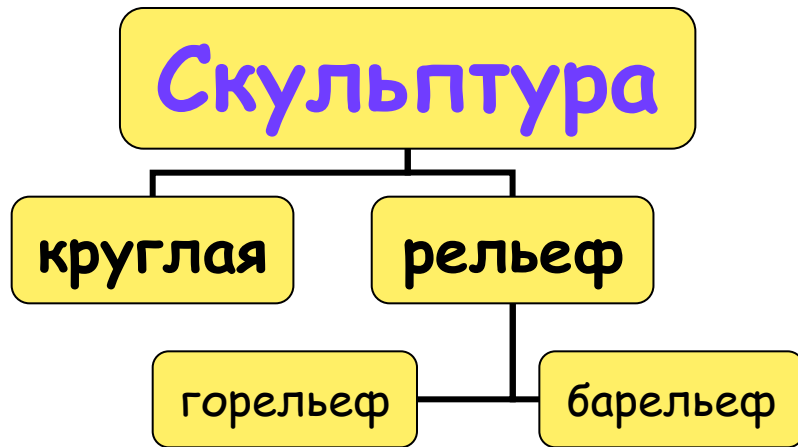 Скульптура
круглая
рельеф
горельеф
барельеф